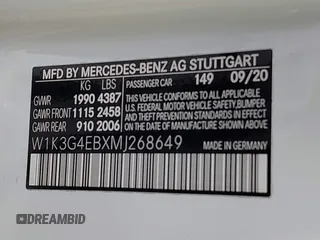 MFD BY MERCEDES-BENZ AG STUTTGART
KG LBS PASSENGER CAR 149 09/20
GVWR 1990 4387
GAWR FRONT 1115 2458
GAWR REAR 910 2006
THIS VEHICLE CONFORMS TO ALL APPLICABLE
U.S. FEDERAL MOTOR VEHICLE SAFETY, BUMPER
AND THEFT PREVENTION STANDARDS IN EFFECT
ON THE DATE OF MANUFACTURE SHOWN ABOVE.
W1K3G4EBXMJ268649
MADE IN GERMANY
DREAMBID